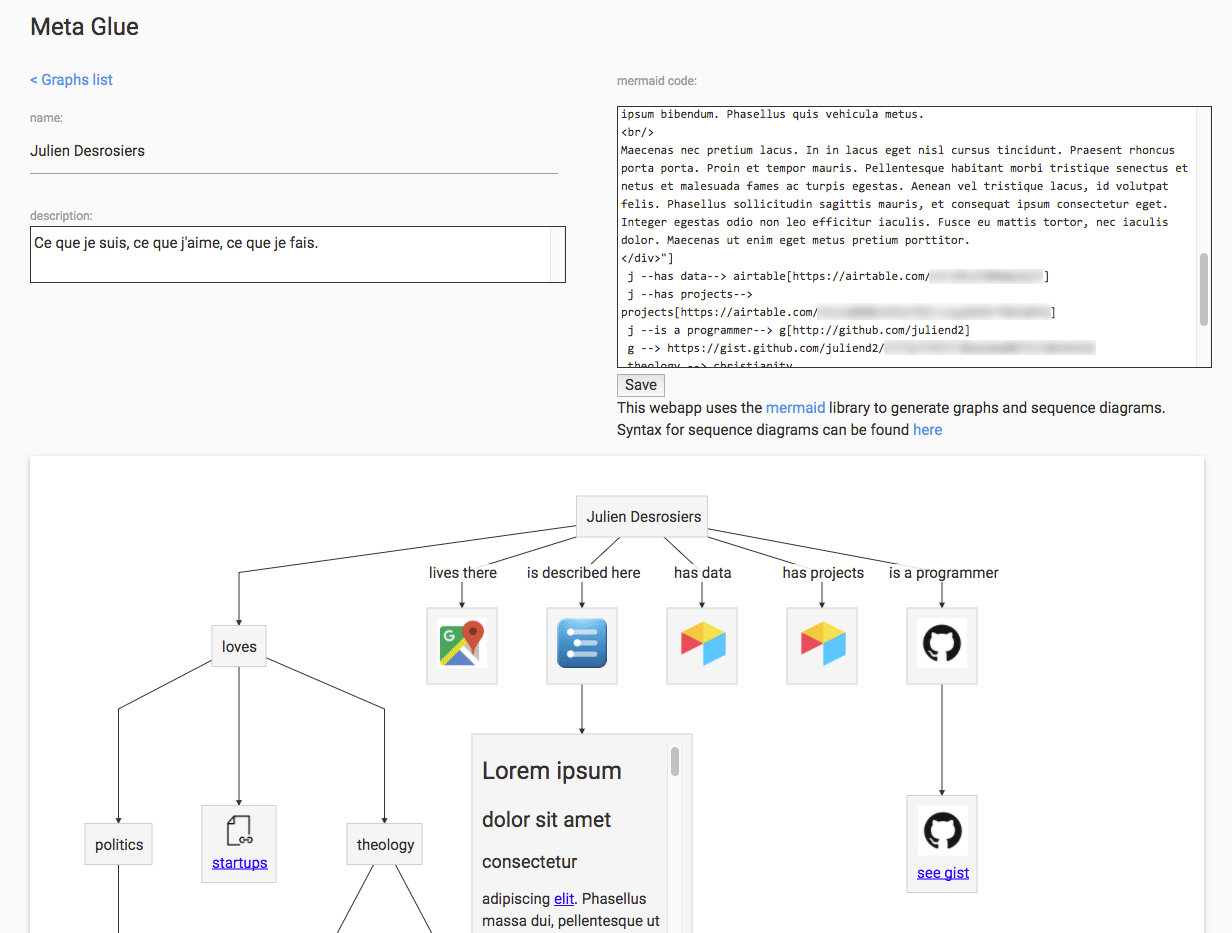 Meta Glue
< Graphs list
name:
Julien Desrosiers
description:
Ce que je suis, ce que j'aime, ce que je fais.
mermaid code:
ipsum bibendum. Phasellus quis vehicula metus.
<br/>
Maecenas nec pretium lacus. In in lacus eget nisl cursus tincidunt. Praesent rhoncus
porta porta. Proin et tempor mauris. Pellentesque habitant morbi tristique senectus et
netus et malesuada fames ac turpis egestas. Aenean vel tristique lacus, id volutpat
felis. Phasellus sollicitudin sagittis mauris, et consequat ipsum consectetur eget.
Integer egestas odio non leo efficitur iaculis. Fusce eu mattis tortor, nec iaculis
dolor. Maecenas ut enim eget metus pretium porttitor.
</div>"]
j --has data--> airtable[https://airtable.com/ ]
j --has projects-->
projects[https://airtable.com/ ]
j --is a programmer--> g[http://github.com/juliend2]
g --> https://gist.github.com/juliend2/
theology --> christianity
Save
This webapp uses the mermaid library to generate graphs and sequence diagrams.
Syntax for sequence diagrams can be found here
Julien Desrosiers
lives there
is described here
has data
has projects
is a programmer
loves
G
politics
startups
theology
Lorem ipsum
dolor sit amet
consectetur
adipiscing elit. Phasellus
massa dui, pellentesque ut
see gist